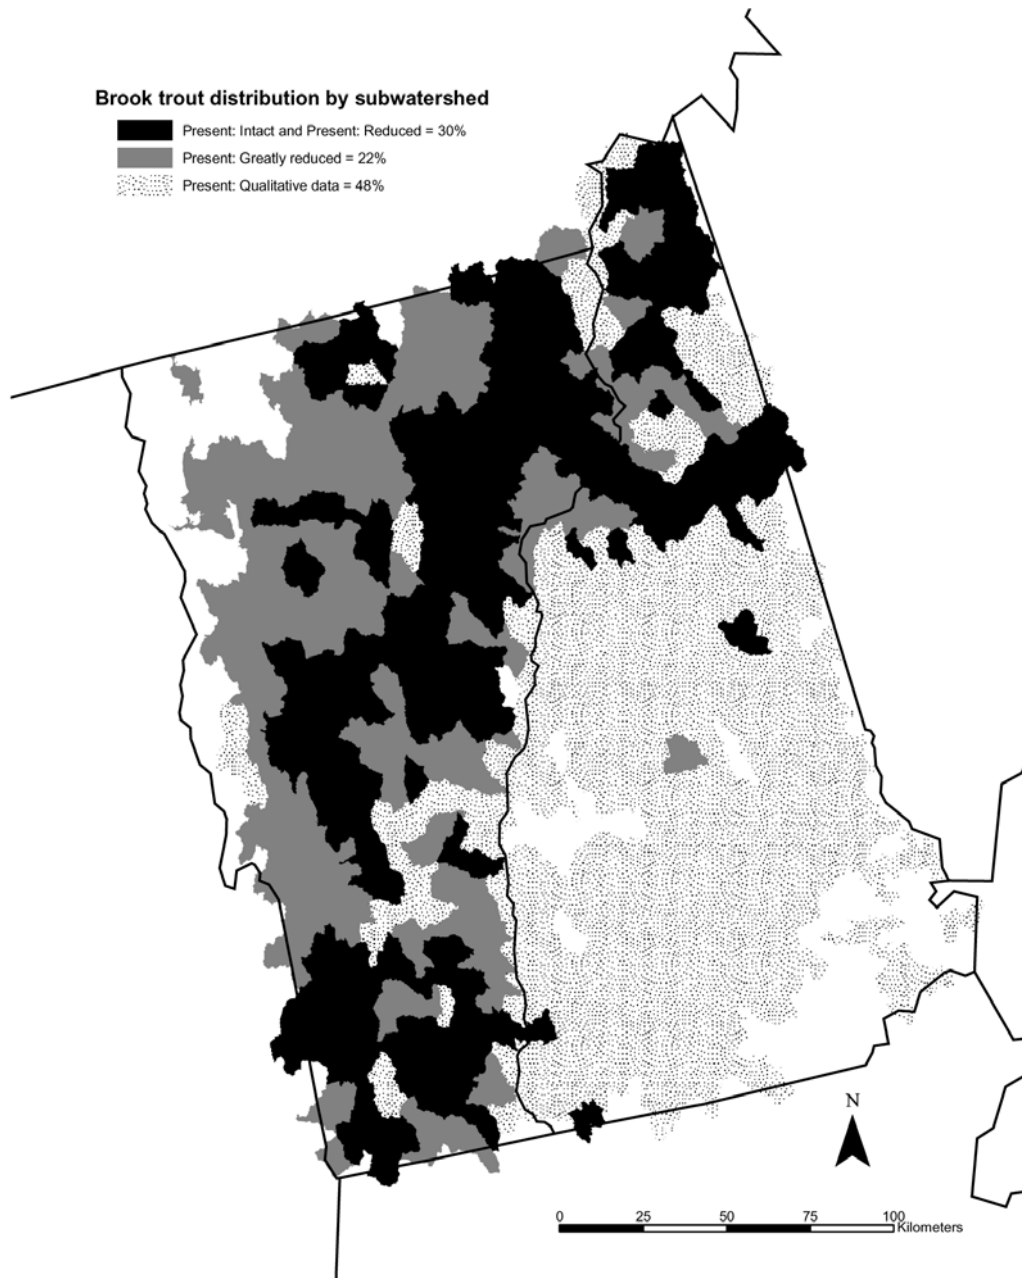 Brook trout distribution by subwatershed
Present: Intact and Present: Reduced = 30%
Present: Greatly reduced = 22%
Present: Qualitative data = 48%
N
0 25 50 75 100
Kilometers